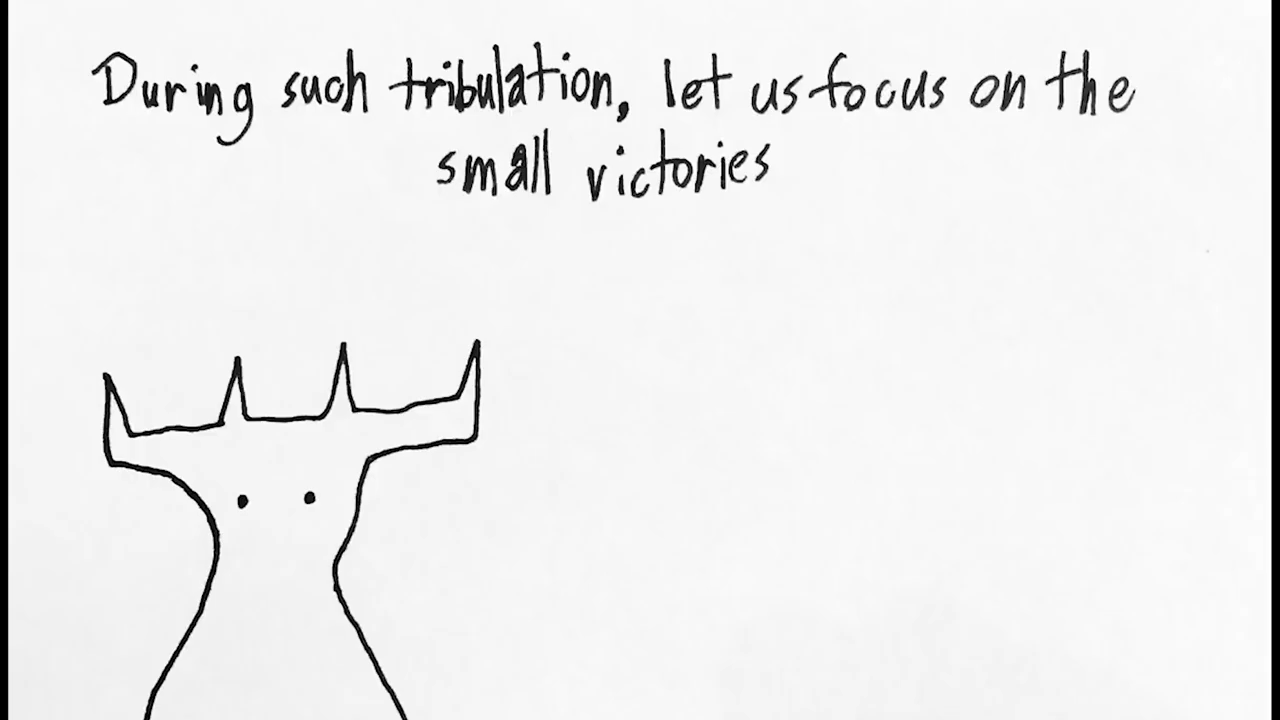 During such tribulation, let us focus on the
small victories